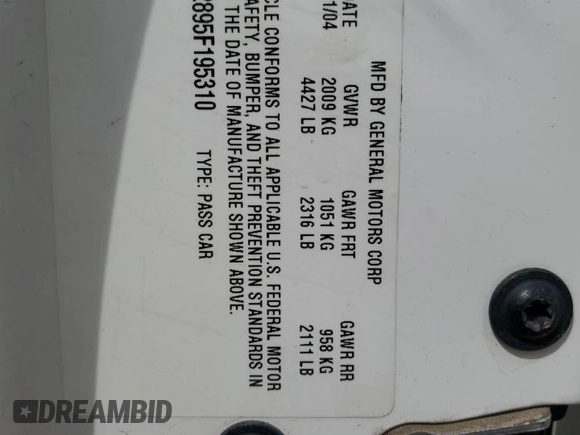 MFD BY GENERAL MOTORS CORP
ATE GVWR GAWR FRT GAWR RR
1/04 2009 KG 1051 KG 958 KG
4427 LB 2316 LB 2111 LB
CLE CONFORMS TO ALL APPLICABLE U.S. FEDERAL MOTOR
AFETY, BUMPER, AND THEFT PREVENTION STANDARDS IN
THE DATE OF MANUFACTURE SHOWN ABOVE.
895F195310 TYPE: PASS CAR
DREAMBID